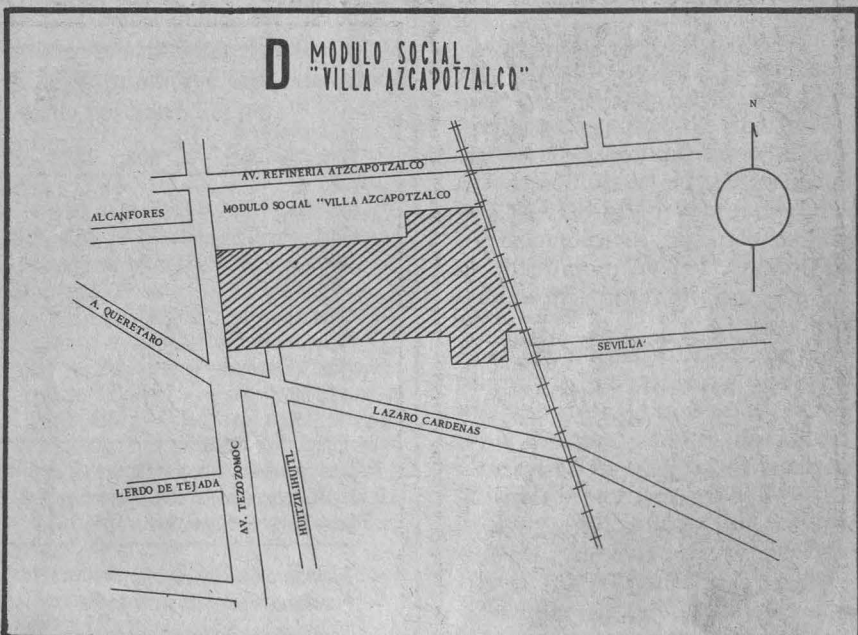 D MODULO SOCIAL
"VILLA AZCAPOTZALCO"
N
AV. REFINERIA ATZCAPOTZALCO
MODULO SOCIAL "VILLA AZCAPOTZALCO
ALCANFORES
A. QUERETARO
SEVILLA
LAZARO CARDENAS
LERDO DE TEJADA
AV. TEZOZOMOC
HUITZILIHUITL